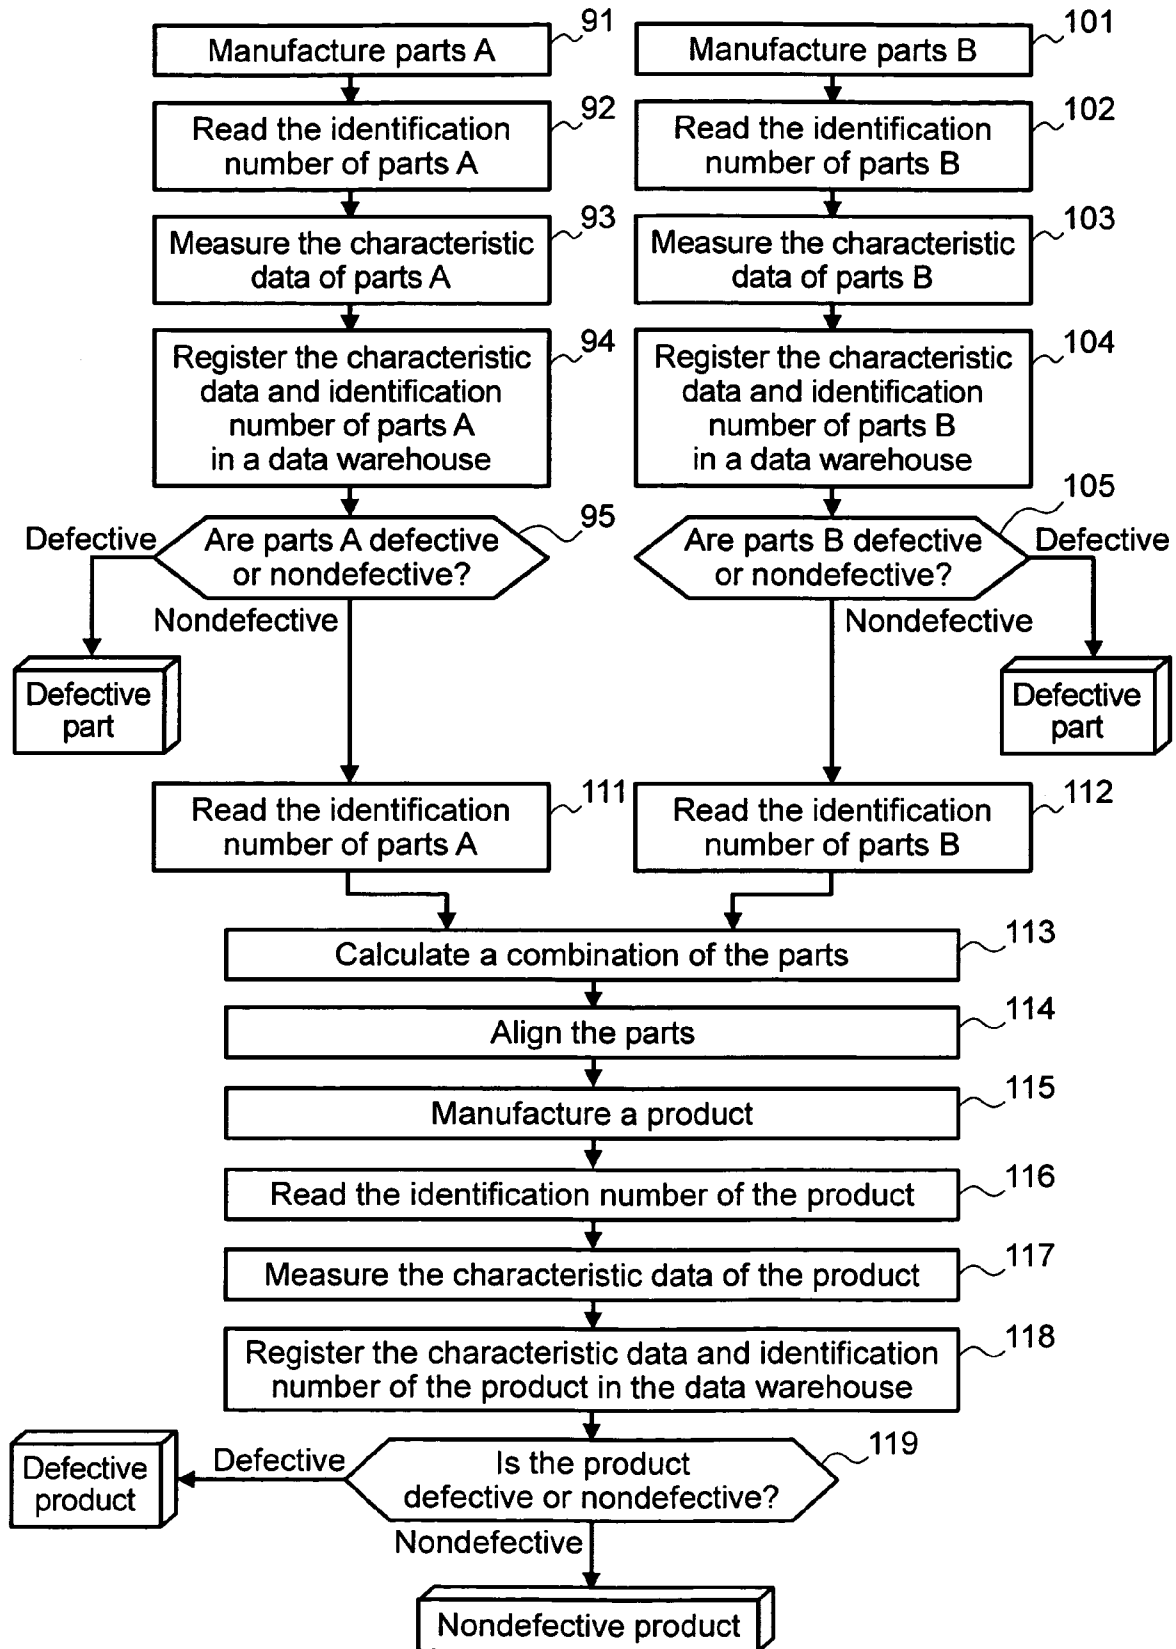 Manufacture parts A
91
Read the identification
number of parts A
92
Measure the characteristic
data of parts A
93
Register the characteristic
data and identification
number of parts A
in a data warehouse
94
Are parts A defective
or nondefective?
95
Defective
Nondefective
Defective
part
Manufacture parts B
101
Read the identification
number of parts B
102
Measure the characteristic
data of parts B
103
Register the characteristic
data and identification
number of parts B
in a data warehouse
104
Are parts B defective
or nondefective?
105
Defective
Nondefective
Defective
part
Read the identification
number of parts A
111
Read the identification
number of parts B
112
Calculate a combination of the parts
113
Align the parts
114
Manufacture a product
115
Read the identification number of the product
116
Measure the characteristic data of the product
117
Register the characteristic data and identification
number of the product in the data warehouse
118
Is the product
defective or nondefective?
119
Defective
Defective
product
Nondefective
Nondefective product